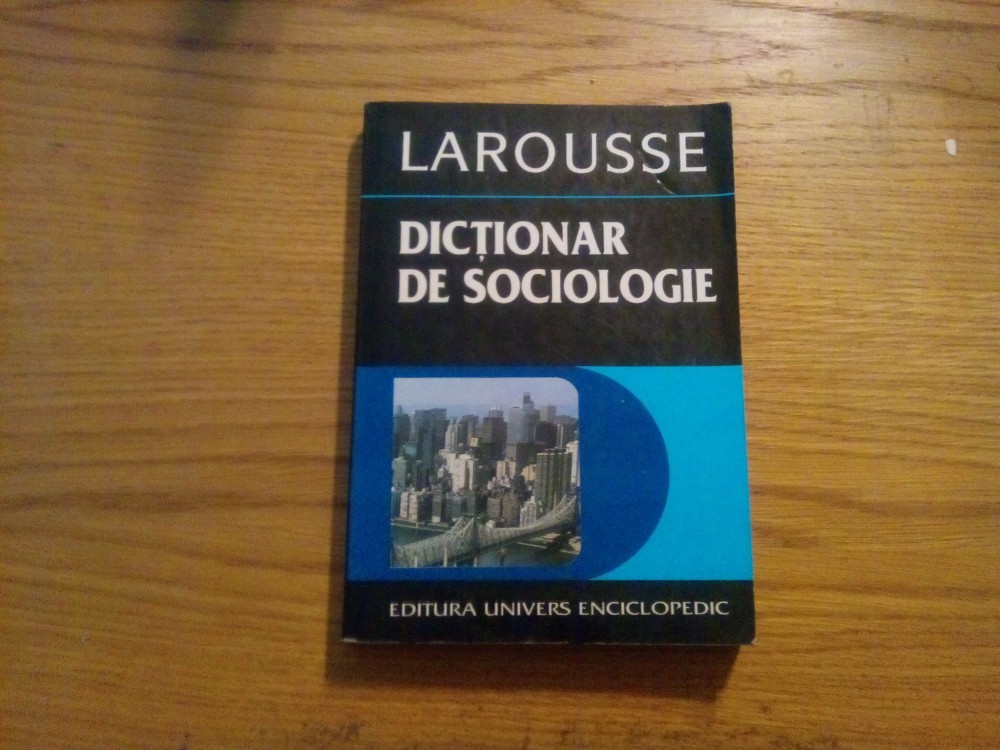 LAROUSSE
DICȚIONAR
DE SOCIOLOGIE
EDITURA UNIVERS ENCICLOPEDIC